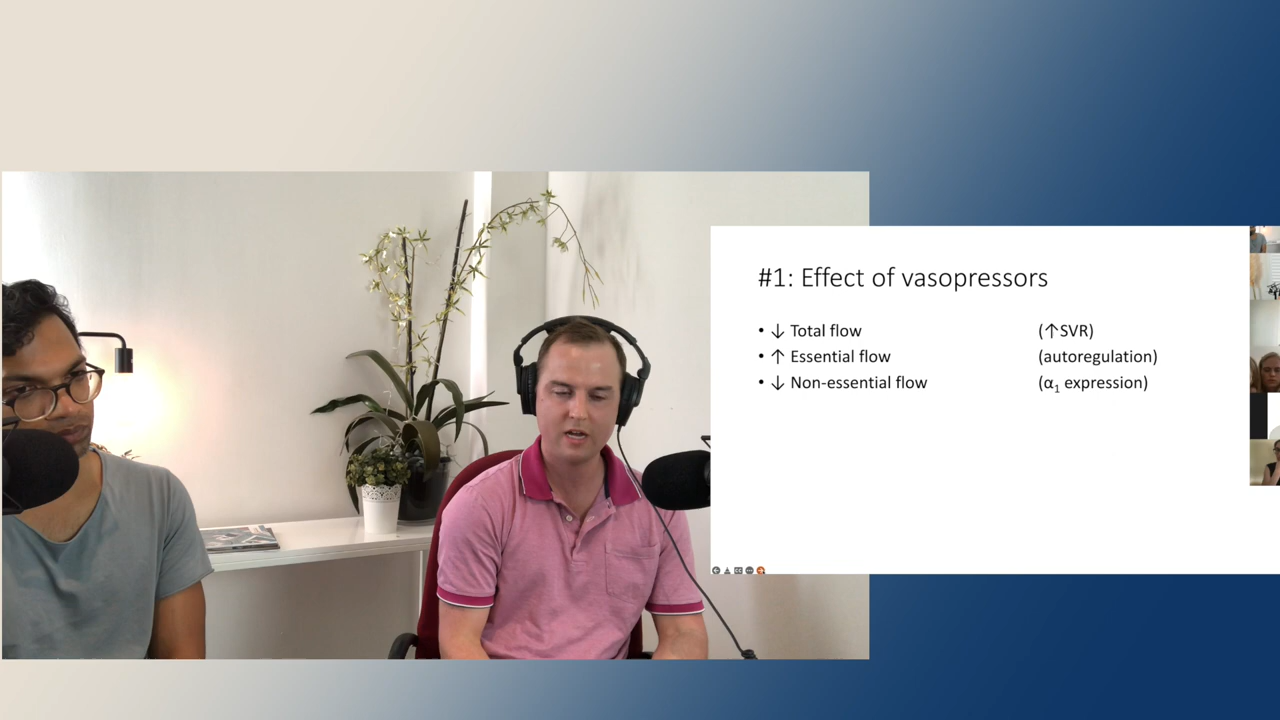 #1: Effect of vasopressors
• ↓ Total flow (↑SVR)
• ↑ Essential flow (autoregulation)
• ↓ Non-essential flow (α₁ expression)